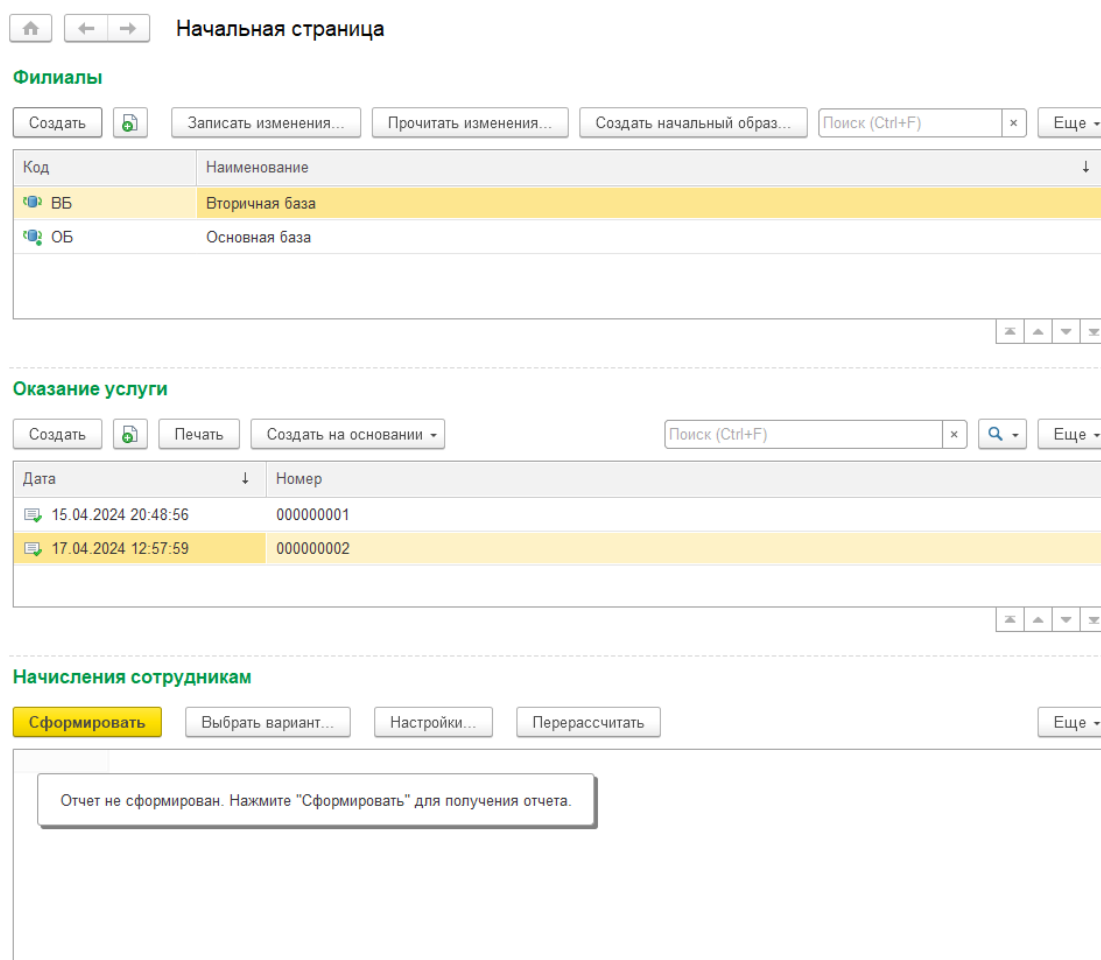 Начальная страница
Филиалы
Создать Записать изменения... Прочитать изменения... Создать начальный образ... Поиск (Ctrl+F) × Еще
Код Наименование ↓
ВБ Вторичная база
ОБ Основная база
Оказание услуги
Создать Печать Создать на основании Поиск (Ctrl+F) × Еще
Дата ↓ Номер
15.04.2024 20:48:56 000000001
17.04.2024 12:57:59 000000002
Начисления сотрудникам
Сформировать Выбрать вариант... Настройки... Перерассчитать Еще
Отчет не сформирован. Нажмите "Сформировать" для получения отчета.